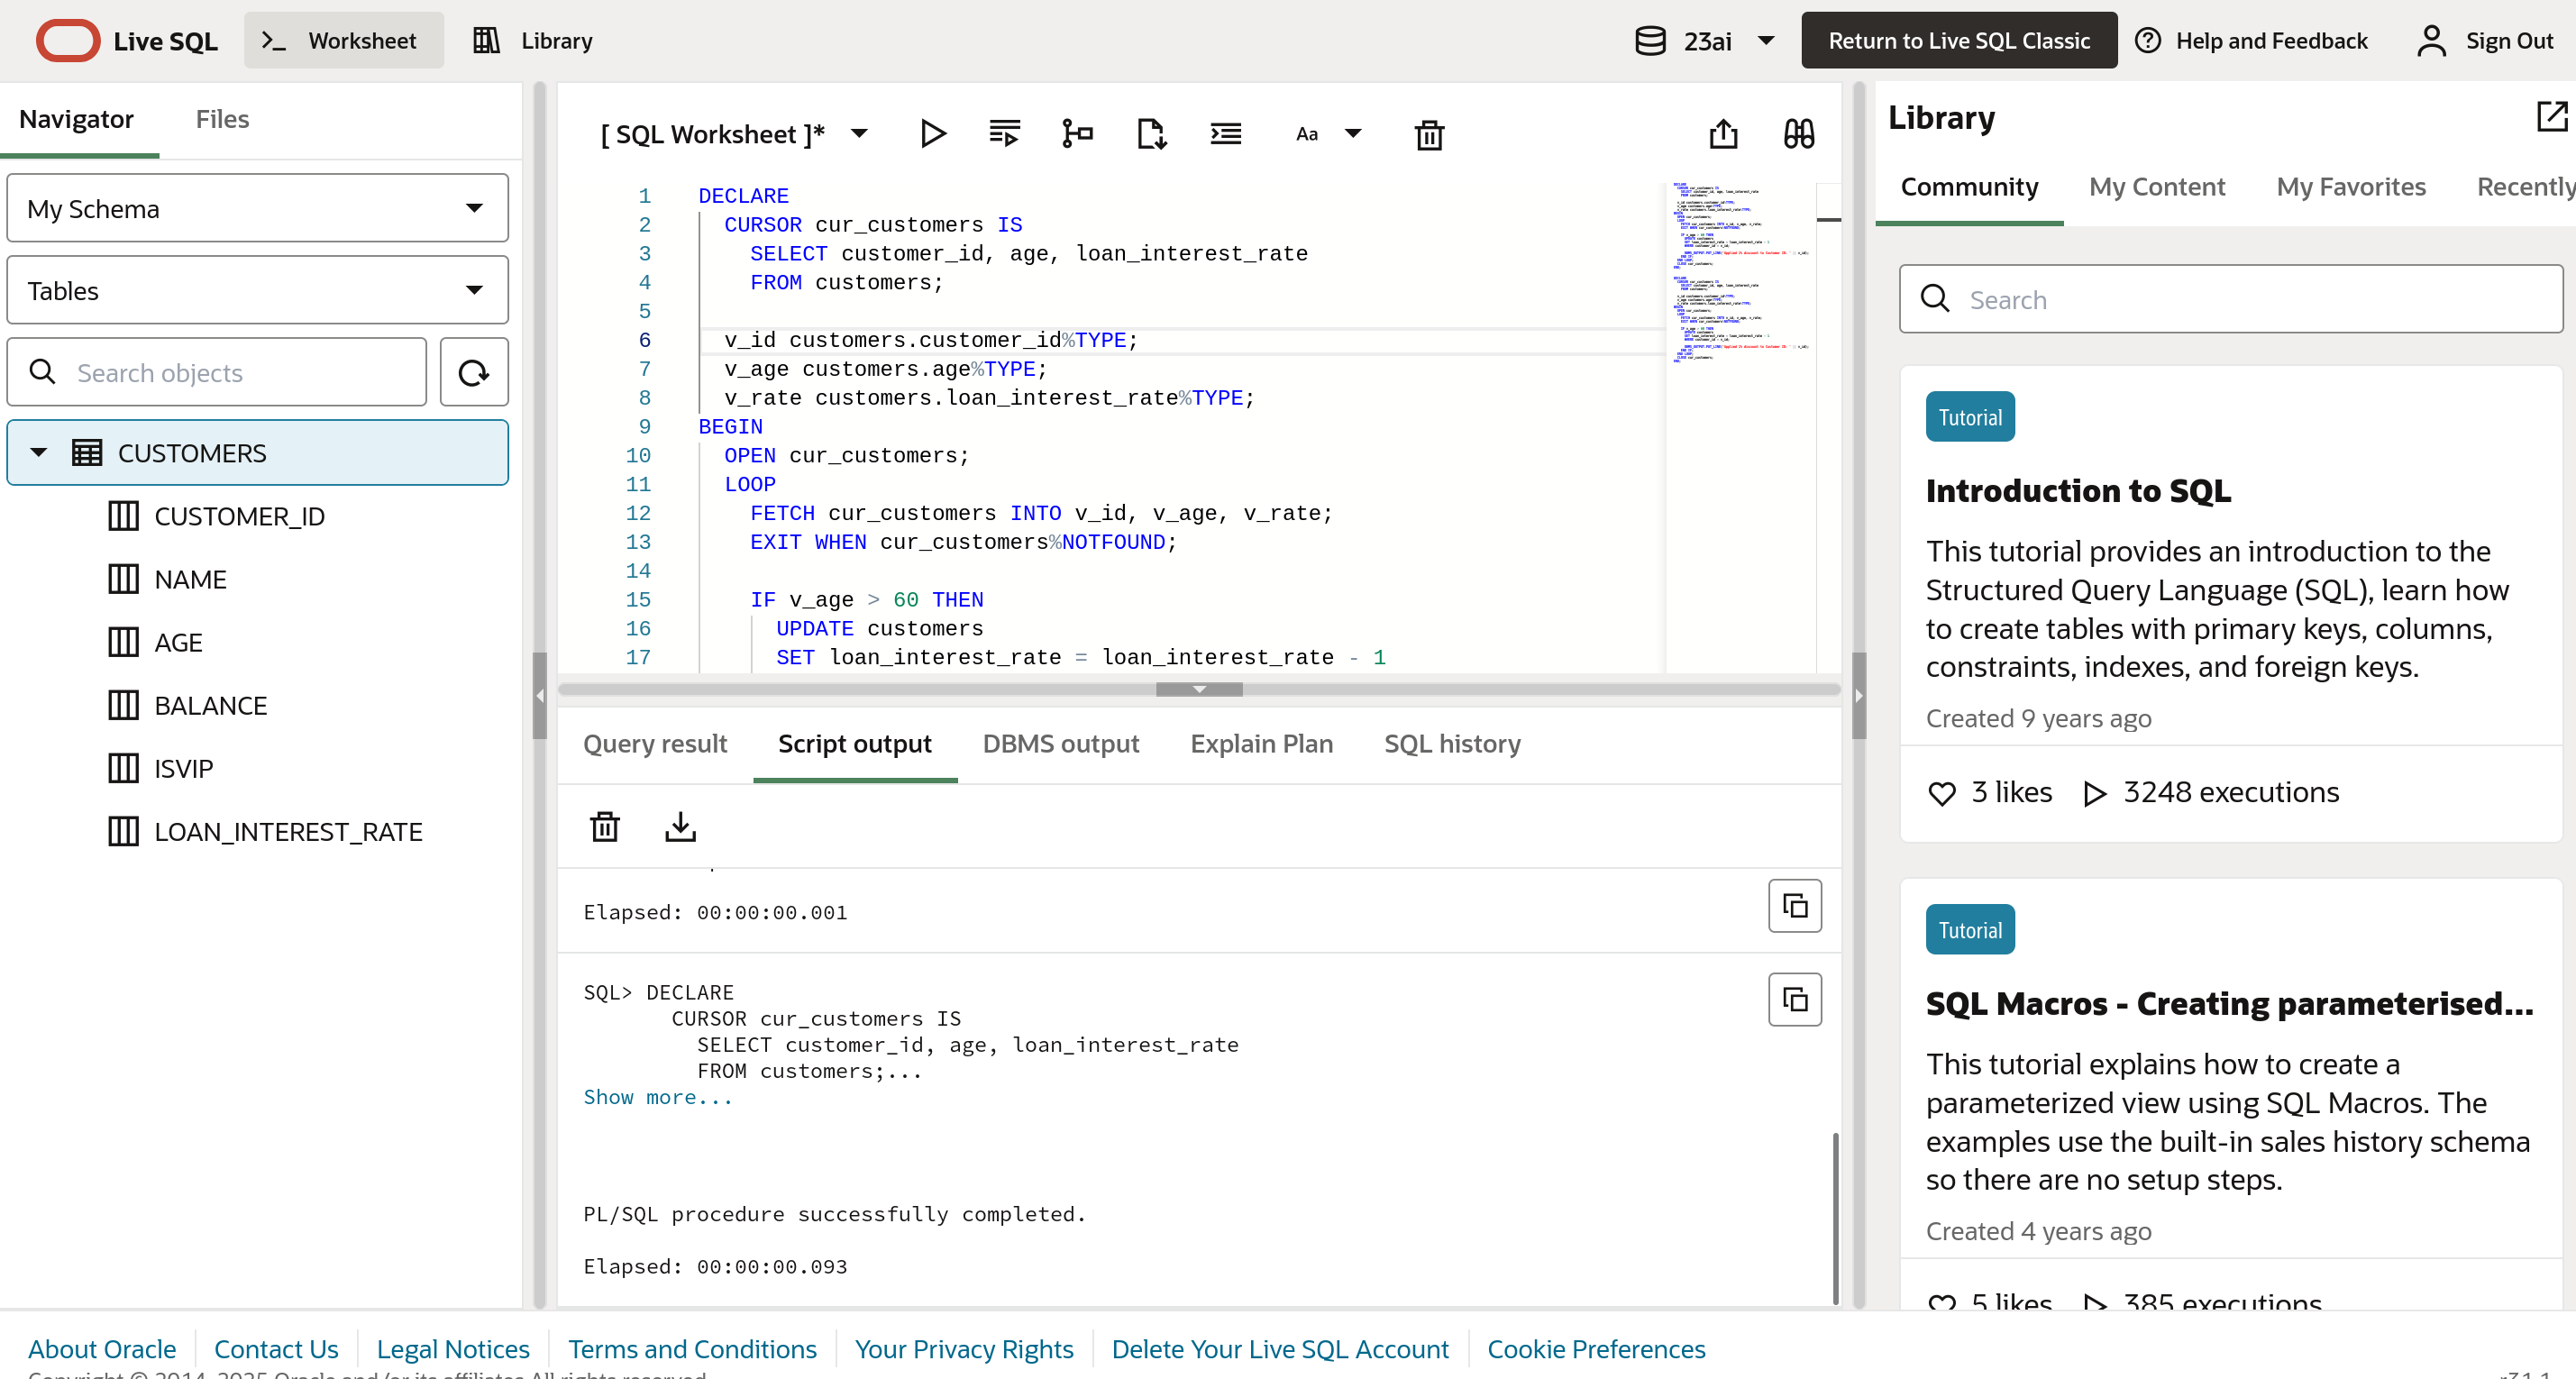 Live SQL
Worksheet
Library
23ai
Return to Live SQL Classic
Help and Feedback
Sign Out
Navigator
Files
My Schema
Tables
Search objects
CUSTOMERS
CUSTOMER_ID
NAME
AGE
BALANCE
ISVIP
LOAN_INTEREST_RATE
[ SQL Worksheet ]*
Aa
1 DECLARE
2 CURSOR cur_customers IS
3 SELECT customer_id, age, loan_interest_rate
4 FROM customers;
5
6 v_id customers.customer_id%TYPE;
7 v_age customers.age%TYPE;
8 v_rate customers.loan_interest_rate%TYPE;
9 BEGIN
10 OPEN cur_customers;
11 LOOP
12 FETCH cur_customers INTO v_id, v_age, v_rate;
13 EXIT WHEN cur_customers%NOTFOUND;
14
15 IF v_age > 60 THEN
16 UPDATE customers
17 SET loan_interest_rate = loan_interest_rate - 1
Query result
Script output
DBMS output
Explain Plan
SQL history
Elapsed: 00:00:00.001
SQL> DECLARE
CURSOR cur_customers IS
SELECT customer_id, age, loan_interest_rate
FROM customers;...
Show more...
PL/SQL procedure successfully completed.
Elapsed: 00:00:00.093
Library
Community
My Content
My Favorites
Recently
Search
Tutorial
Introduction to SQL
This tutorial provides an introduction to the
Structured Query Language (SQL), learn how
to create tables with primary keys, columns,
constraints, indexes, and foreign keys.
Created 9 years ago
3 likes
3248 executions
Tutorial
SQL Macros - Creating parameterised...
This tutorial explains how to create a
parameterized view using SQL Macros. The
examples use the built-in sales history schema
so there are no setup steps.
Created 4 years ago
5 likes
385 executions
About Oracle
Contact Us
Legal Notices
Terms and Conditions
Your Privacy Rights
Delete Your Live SQL Account
Cookie Preferences
Copyright © 2014, 2025 Oracle and/or its affiliates All rights reserved.